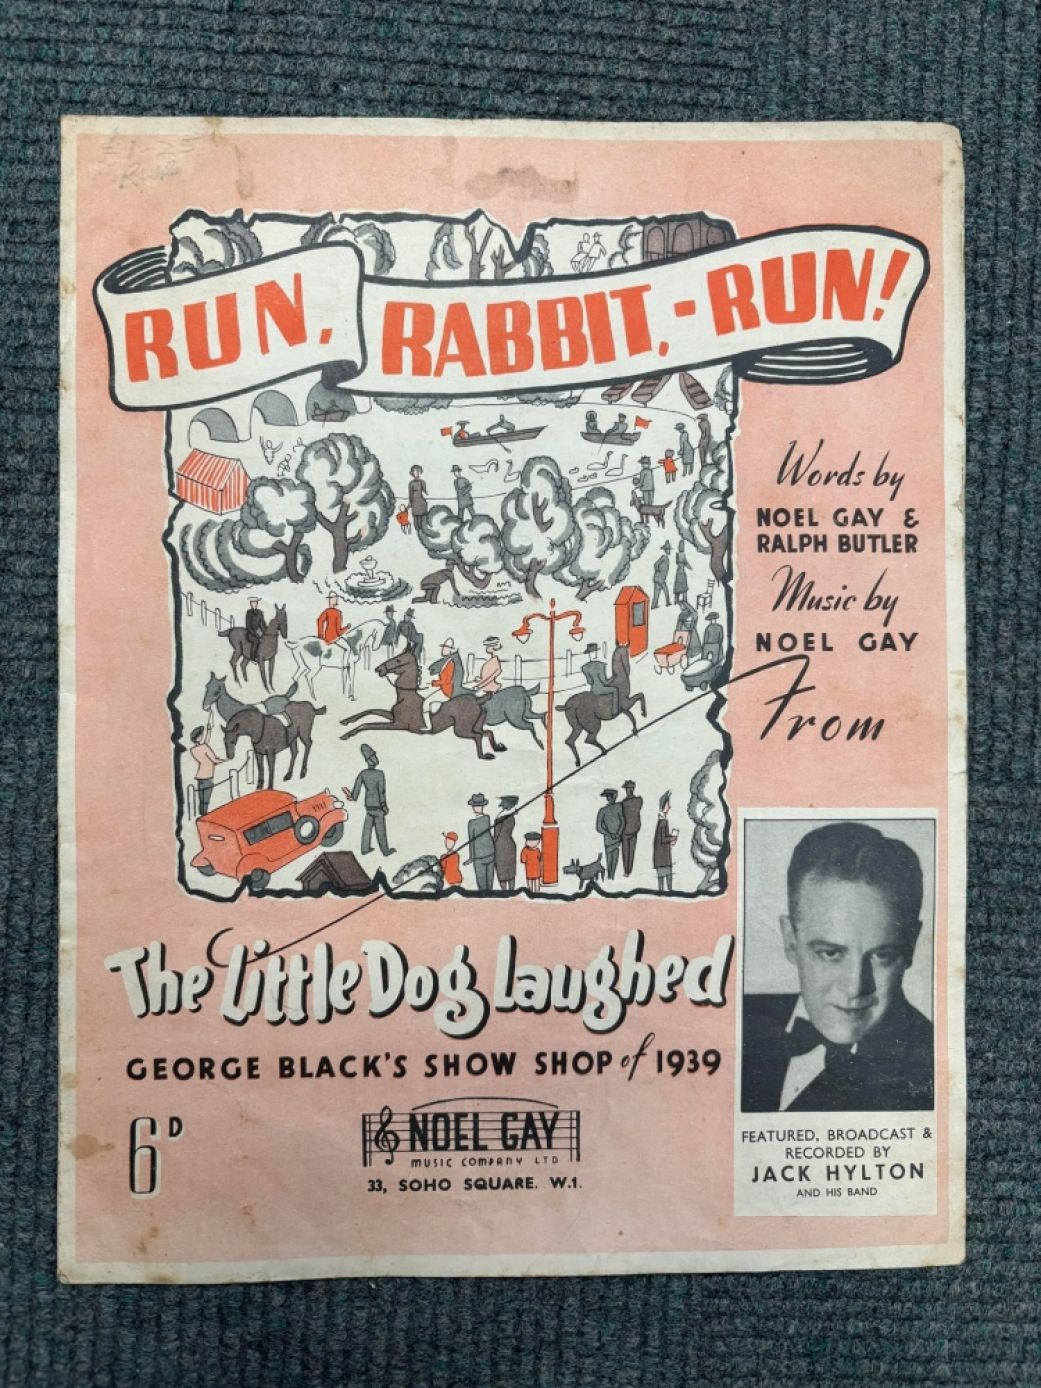 RUN, RABBIT,-RUN!
Words by
NOEL GAY &
RALPH BUTLER
Music by
NOEL GAY
From
The Little Dog Laughed
GEORGE BLACK'S SHOW SHOP of 1939
6D
NOEL GAY
MUSIC COMPANY LTD
33, SOHO SQUARE. W.1.
FEATURED, BROADCAST &
RECORDED BY
JACK HYLTON
AND HIS BAND